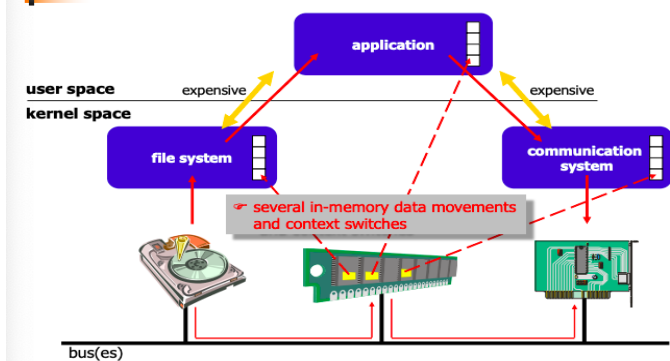 application
user space
expensive
expensive
kernel space
file system
communication
system
☞ several in-memory data movements
and context switches
bus(es)